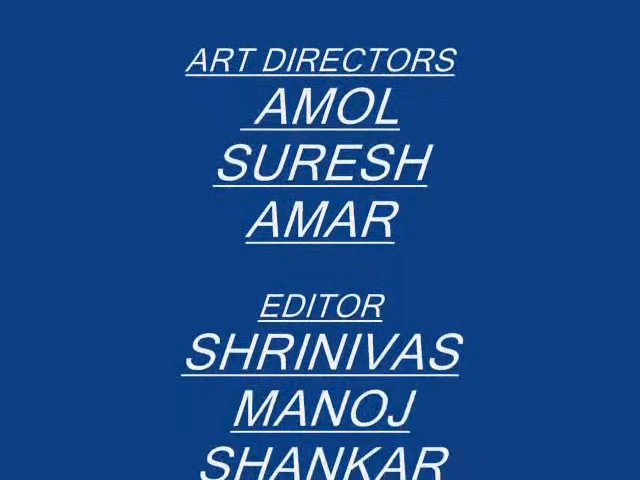 ART DIRECTORS
AMOL
SURESH
AMAR
EDITOR
SHRINIVAS
MANOJ
SHANKAR